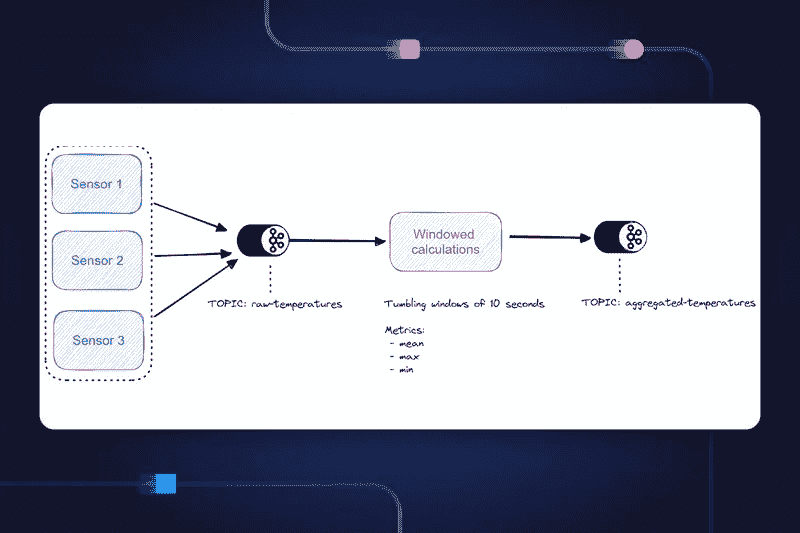 Sensor 1
Sensor 2
Sensor 3
TOPIC: raw-temperatures
Windowed
calculations
Tumbling windows of 10 seconds
Metrics:
- mean
- max
- min
TOPIC: aggregated-temperatures